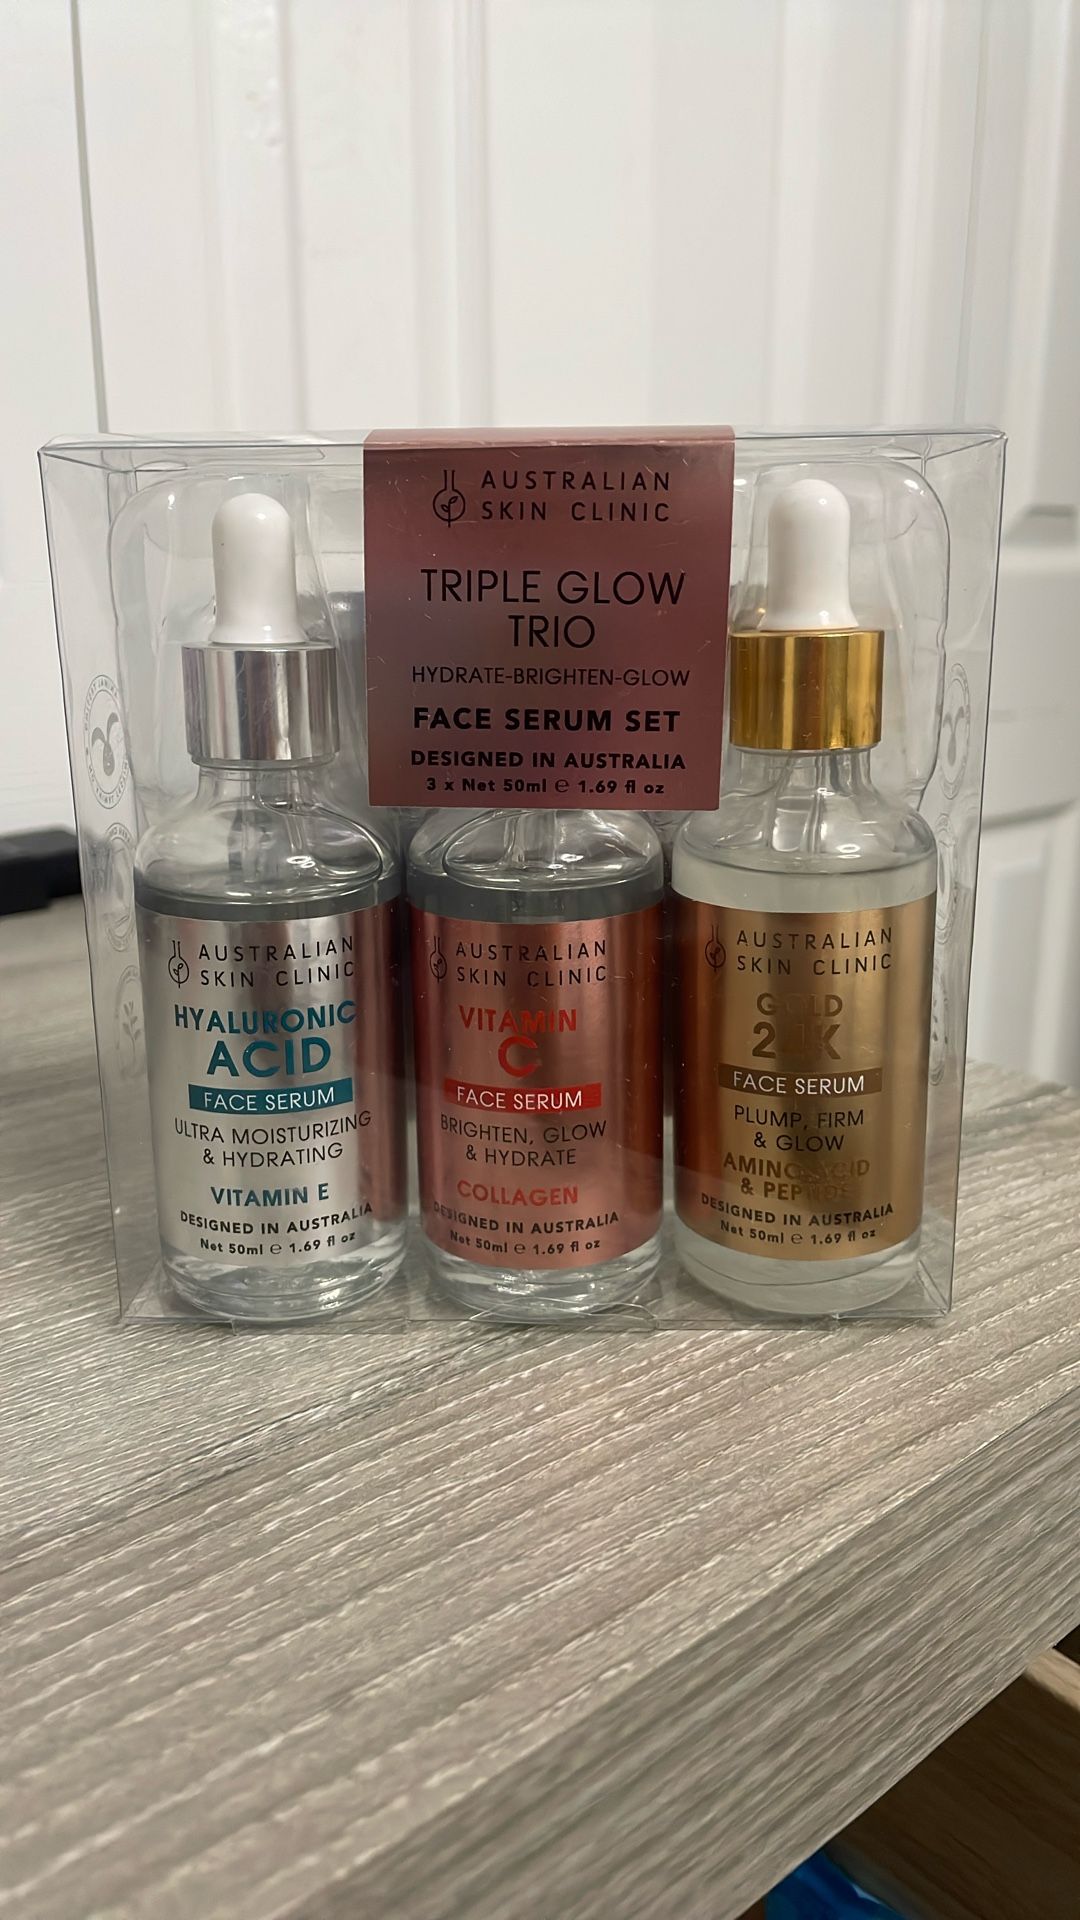 AUSTRALIAN
SKIN CLINIC
TRIPLE GLOW
TRIO
HYDRATE-BRIGHTEN-GLOW
FACE SERUM SET
DESIGNED IN AUSTRALIA
3 x Net 50ml ℮ 1.69 fl oz
AUSTRALIAN
SKIN CLINIC
HYALURONIC
ACID
FACE SERUM
ULTRA MOISTURIZING
& HYDRATING
VITAMIN E
DESIGNED IN AUSTRALIA
Net 50ml ℮ 1.69 fl oz
AUSTRALIAN
SKIN CLINIC
VITAMIN
C
FACE SERUM
BRIGHTEN, GLOW
& HYDRATE
COLLAGEN
DESIGNED IN AUSTRALIA
Net 50ml ℮ 1.69 fl oz
AUSTRALIAN
SKIN CLINIC
GOLD
24K
FACE SERUM
PLUMP, FIRM
& GLOW
AMINO ACID
& PEPTIDE
DESIGNED IN AUSTRALIA
Net 50ml ℮ 1.69 fl oz